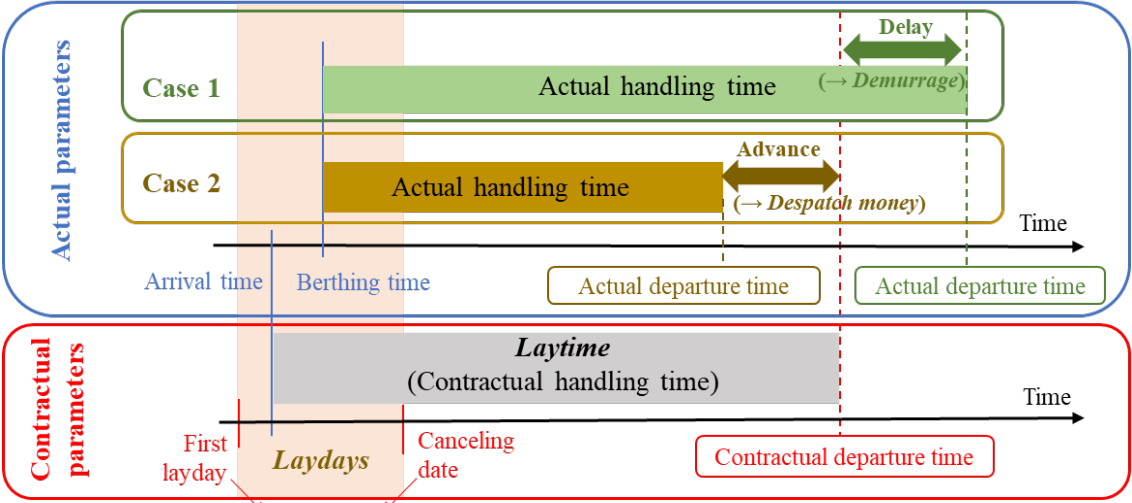 Actual parameters
Case 1
Actual handling time
Delay
(→ Demurrage)
Case 2
Actual handling time
Advance
(→ Despatch money)
Time
Arrival time
Berthing time
Actual departure time
Actual departure time
Contractual
parameters
Laytime
(Contractual handling time)
Time
First
layday
Laydays
Canceling
date
Contractual departure time